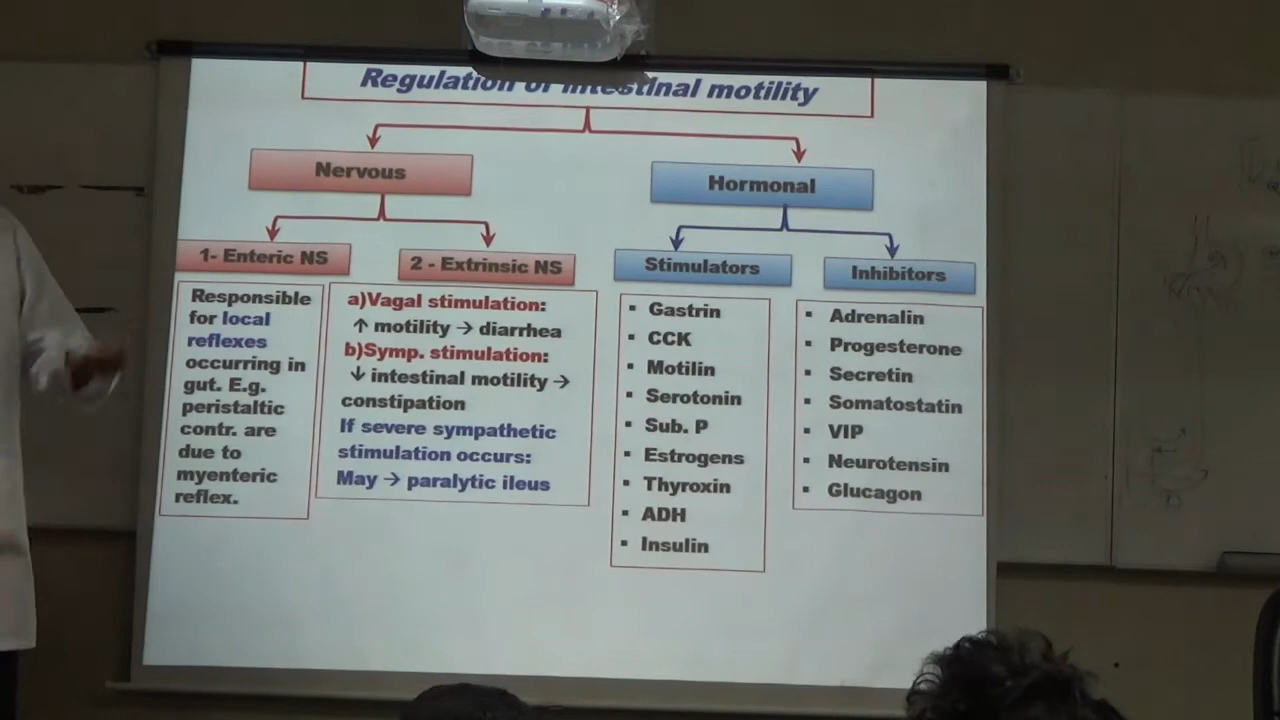 Regulation of intestinal motility
Nervous
Hormonal
1- Enteric NS
2 - Extrinsic NS
Stimulators
Inhibitors
Responsible
for local
reflexes
occurring in
gut. E.g.
peristaltic
contr. are
due to
myenteric
reflex.
a)Vagal stimulation:
↑ motility → diarrhea
b)Symp. stimulation:
↓ intestinal motility →
constipation
If severe sympathetic
stimulation occurs:
May → paralytic ileus
▪ Gastrin
▪ CCK
▪ Motilin
▪ Serotonin
▪ Sub. P
▪ Estrogens
▪ Thyroxin
▪ ADH
▪ Insulin
▪ Adrenalin
▪ Progesterone
▪ Secretin
▪ Somatostatin
▪ VIP
▪ Neurotensin
▪ Glucagon